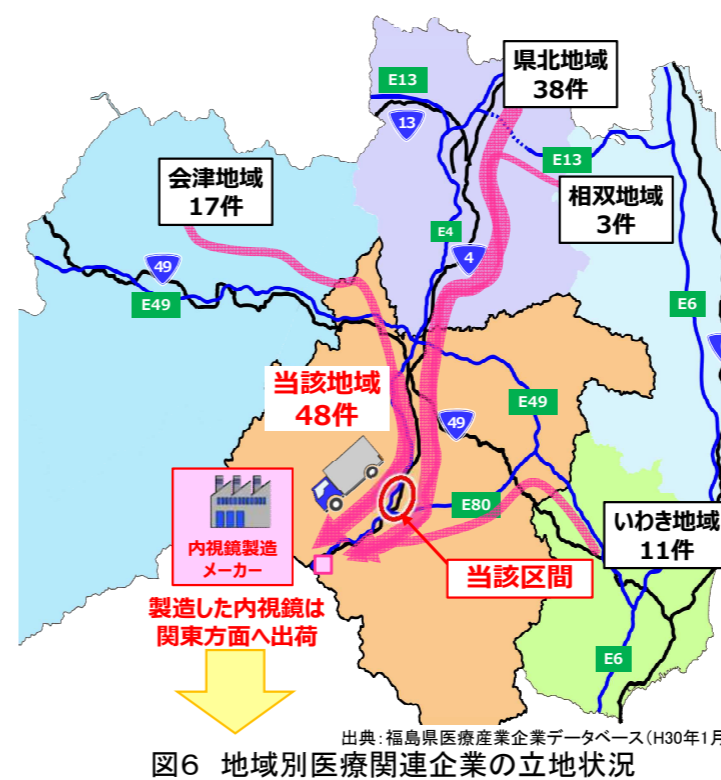 県北地域
38件
E13
13
E13
会津地域
17件
相双地域
3件
E4
4
49
E49
E6
当該地域
48件
E49
49
E80
いわき地域
11件
内視鏡製造
メーカー
当該区間
製造した内視鏡は
関東方面へ出荷
E6
出典:福島県医療産業企業データベース(H30年1月
図6 地域別医療関連企業の立地状況